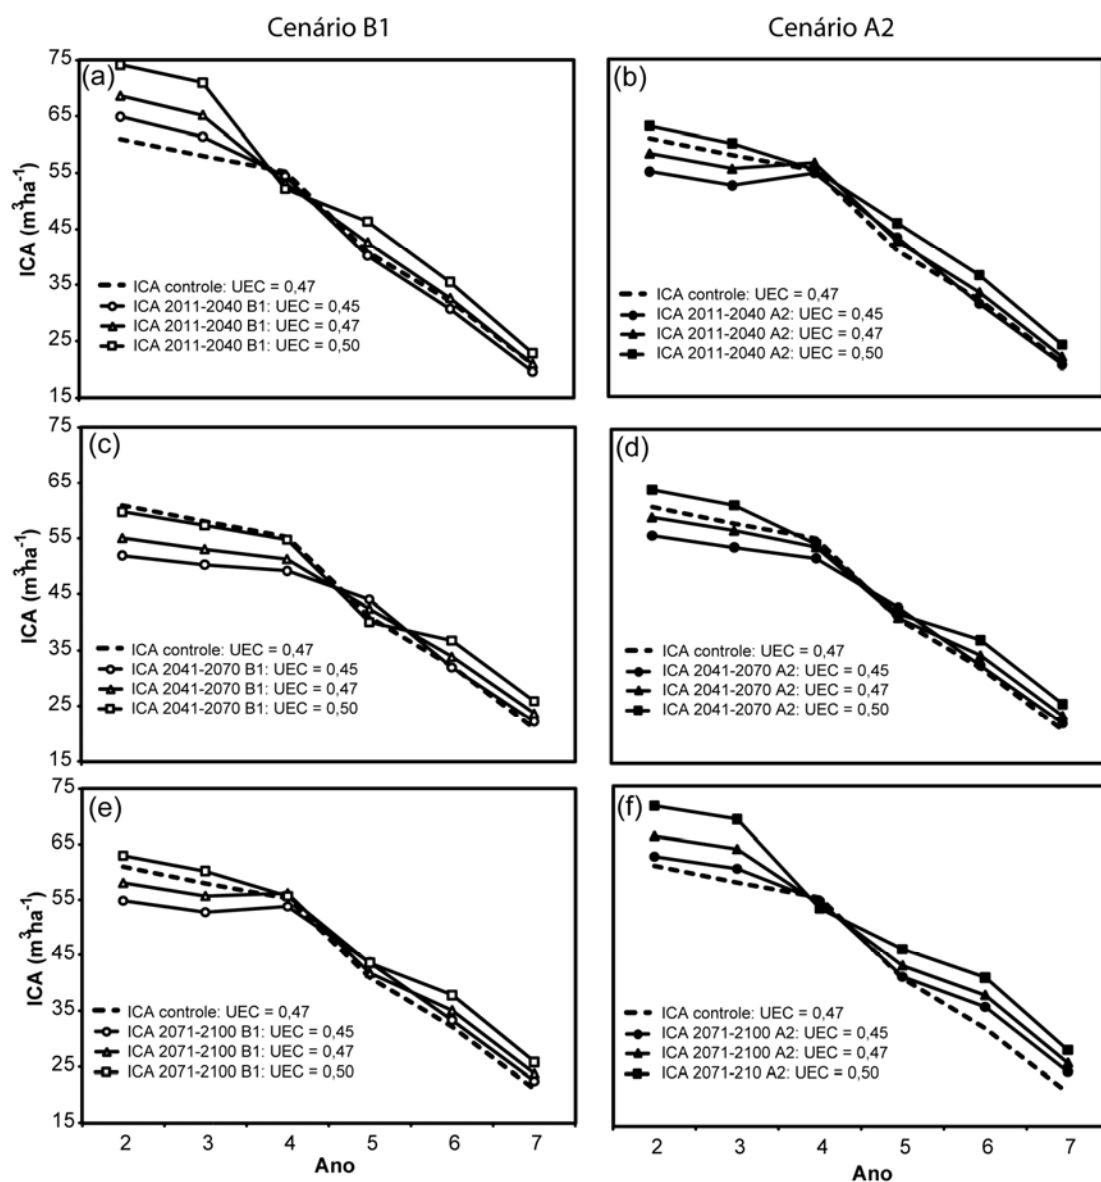 Cenário B1
Cenário A2
(a)
75
65
55
45
35
25
15
ICA (m³ha⁻¹)
ICA controle: UEC = 0,47
ICA 2011-2040 B1: UEC = 0,45
ICA 2011-2040 B1: UEC = 0,47
ICA 2011-2040 B1: UEC = 0,50
(b)
ICA controle: UEC = 0,47
ICA 2011-2040 A2: UEC = 0,45
ICA 2011-2040 A2: UEC = 0,47
ICA 2011-2040 A2: UEC = 0,50
(c)
75
65
55
45
35
25
15
ICA (m³ha⁻¹)
ICA controle: UEC = 0,47
ICA 2041-2070 B1: UEC = 0,45
ICA 2041-2070 B1: UEC = 0,47
ICA 2041-2070 B1: UEC = 0,50
(d)
ICA controle: UEC = 0,47
ICA 2041-2070 A2: UEC = 0,45
ICA 2041-2070 A2: UEC = 0,47
ICA 2041-2070 A2: UEC = 0,50
(e)
75
65
55
45
35
25
15
ICA (m³ha⁻¹)
ICA controle: UEC = 0,47
ICA 2071-2100 B1: UEC = 0,45
ICA 2071-2100 B1: UEC = 0,47
ICA 2071-2100 B1: UEC = 0,50
2 3 4 5 6 7
Ano
(f)
ICA controle: UEC = 0,47
ICA 2071-2100 A2: UEC = 0,45
ICA 2071-2100 A2: UEC = 0,47
ICA 2071-210 A2: UEC = 0,50
2 3 4 5 6 7
Ano